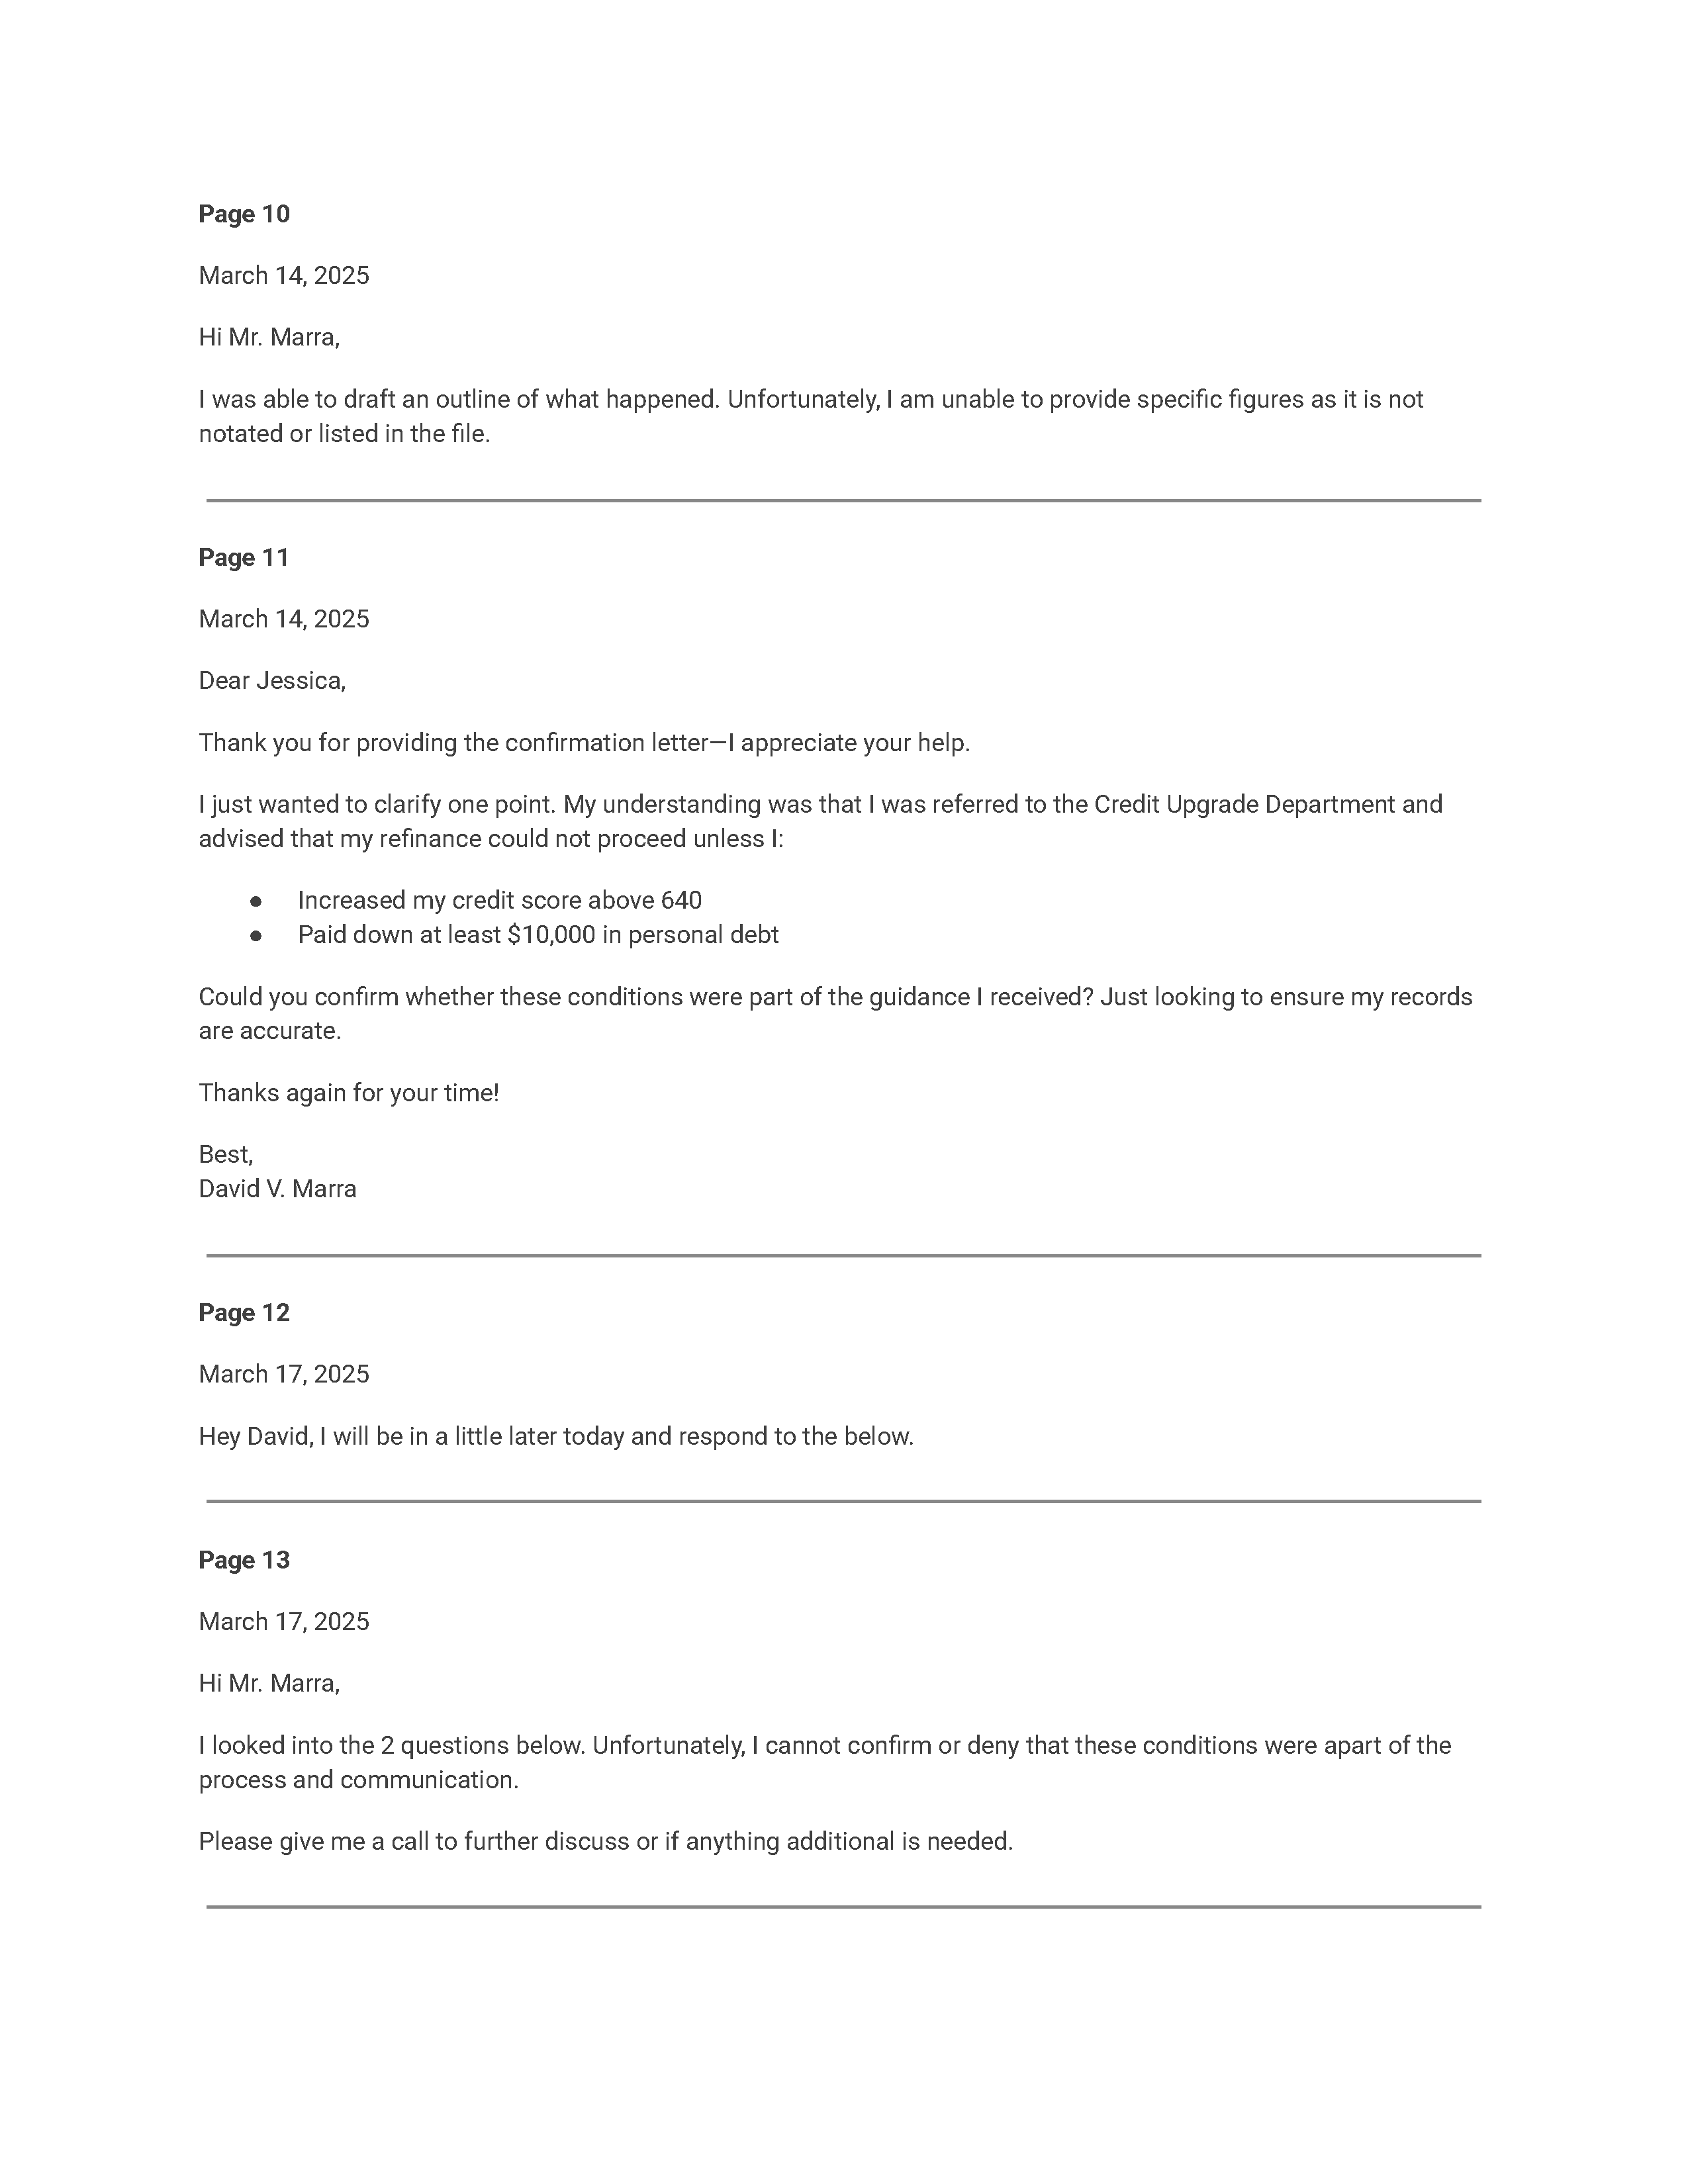 Page 10
March 14, 2025
Hi Mr. Marra,
I was able to draft an outline of what happened. Unfortunately, I am unable to provide specific figures as it is not
notated or listed in the file.
Page 11
March 14, 2025
Dear Jessica,
Thank you for providing the confirmation letter—I appreciate your help.
I just wanted to clarify one point. My understanding was that I was referred to the Credit Upgrade Department and
advised that my refinance could not proceed unless I:
● Increased my credit score above 640
● Paid down at least $10,000 in personal debt
Could you confirm whether these conditions were part of the guidance I received? Just looking to ensure my records
are accurate.
Thanks again for your time!
Best,
David V. Marra
Page 12
March 17, 2025
Hey David, I will be in a little later today and respond to the below.
Page 13
March 17, 2025
Hi Mr. Marra,
I looked into the 2 questions below. Unfortunately, I cannot confirm or deny that these conditions were apart of the
process and communication.
Please give me a call to further discuss or if anything additional is needed.